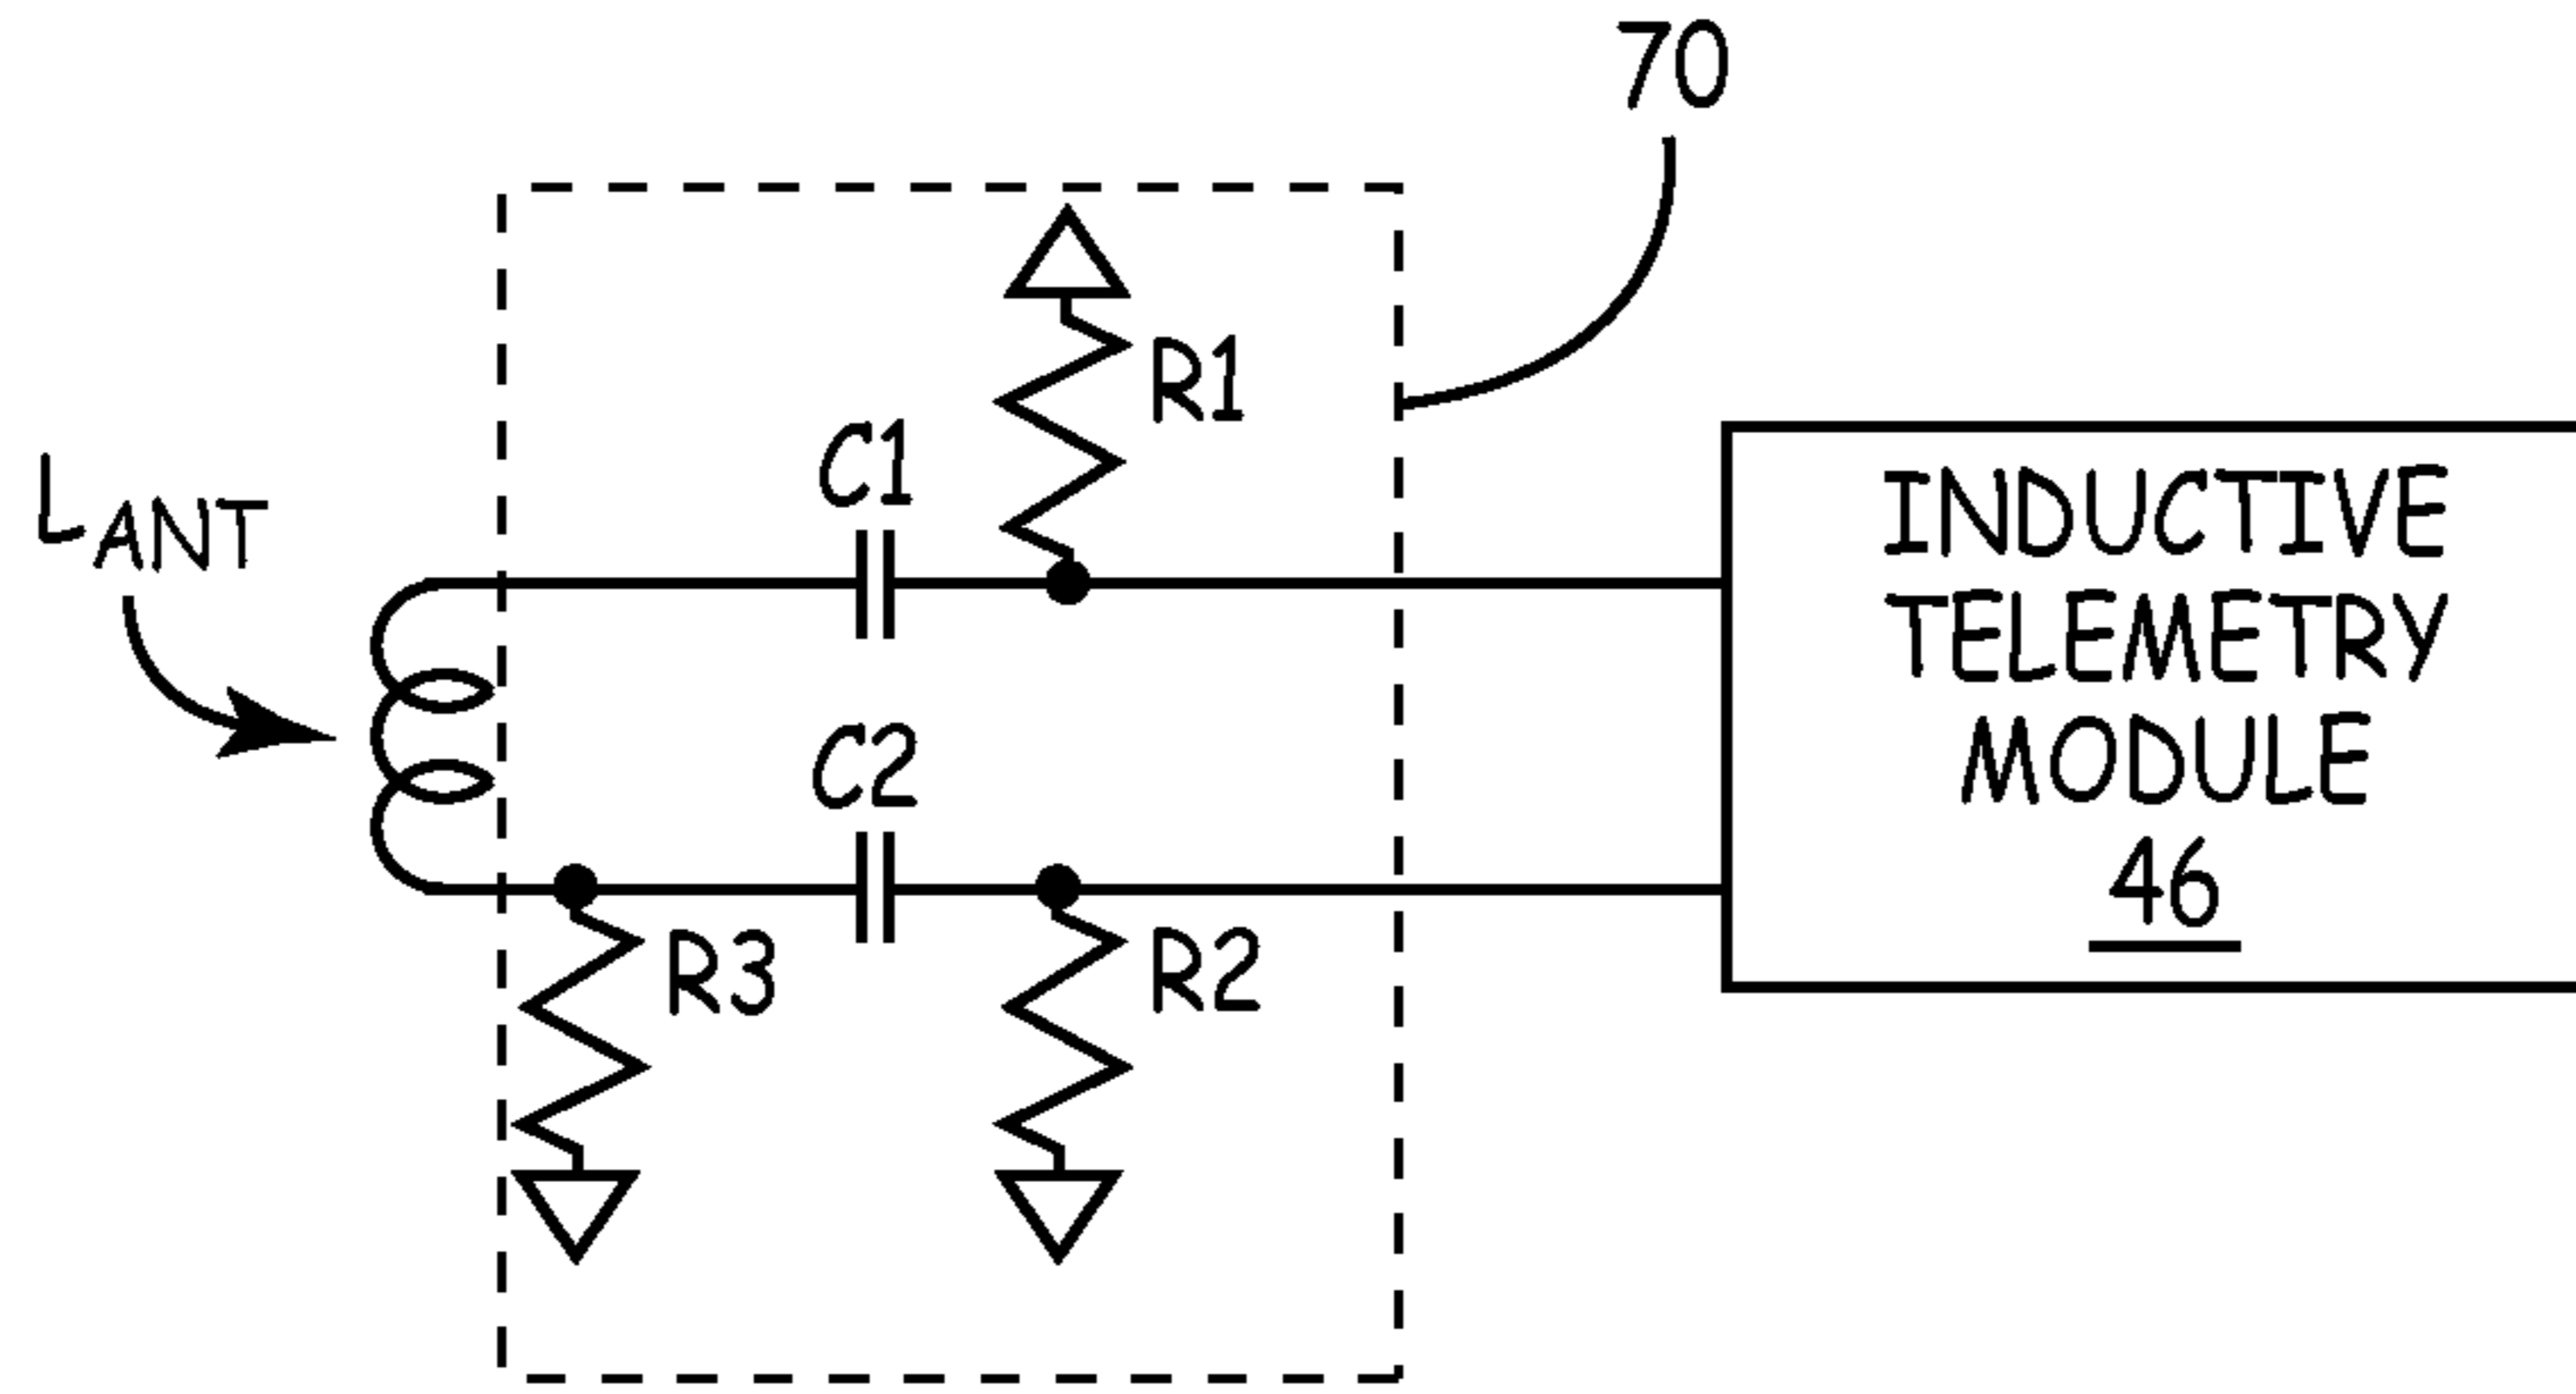 70
R1
C1
LANT
C2
R3
R2
INDUCTIVE
TELEMETRY
MODULE
46